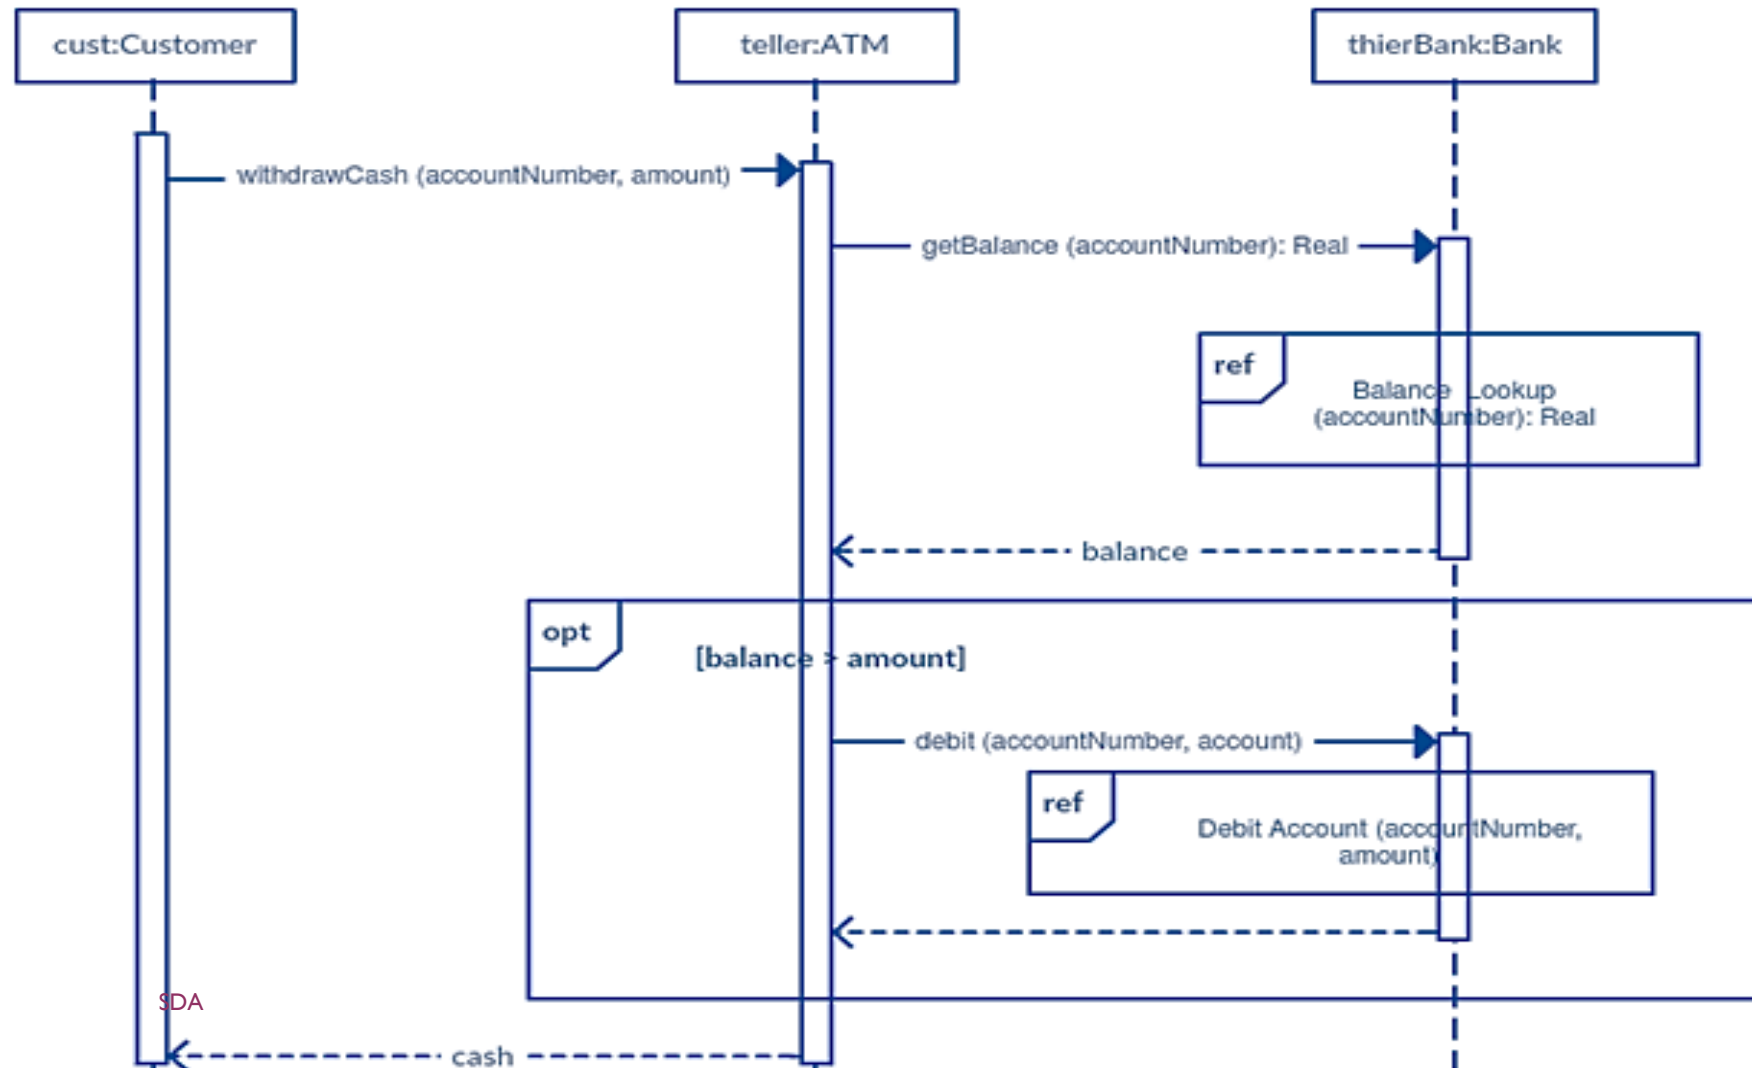 cust:Customer
teller:ATM
thierBank:Bank
withdrawCash (accountNumber, amount)
getBalance (accountNumber): Real
ref
Balance Lookup
(accountNumber): Real
balance
opt
[balance > amount]
debit (accountNumber, account)
ref
Debit Account (accountNumber,
amount)
SDA
cash